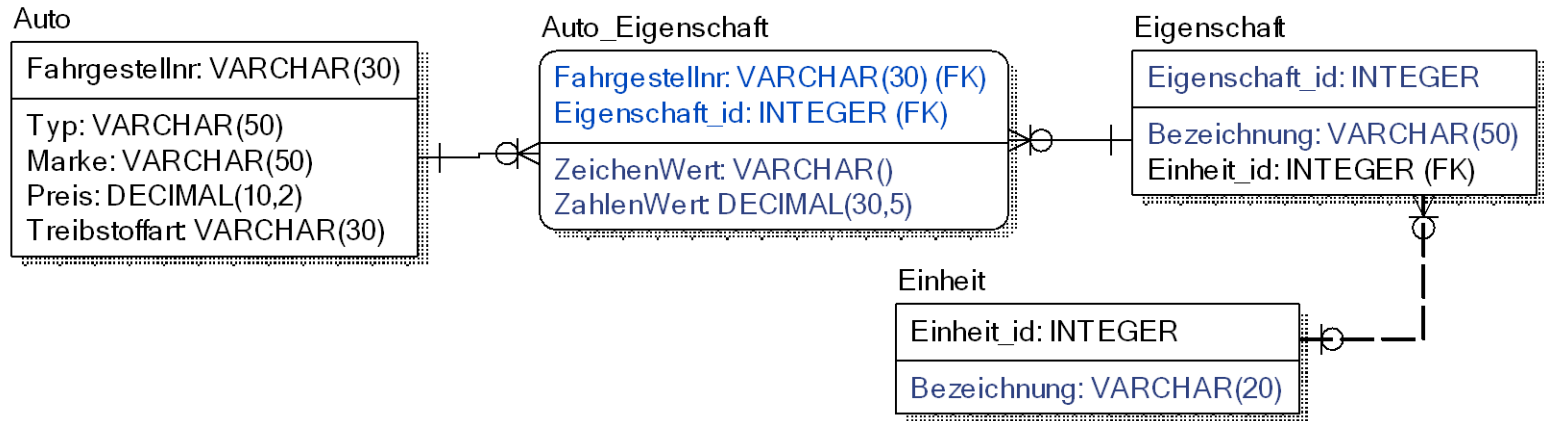 Auto
Fahrgestellnr: VARCHAR(30)
Typ: VARCHAR(50)
Marke: VARCHAR(50)
Preis: DECIMAL(10,2)
Treibstoffart: VARCHAR(30)
Auto_Eigenschaft
Fahrgestellnr: VARCHAR(30) (FK)
Eigenschaft_id: INTEGER (FK)
ZeichenWert: VARCHAR()
ZahlenWert: DECIMAL(30,5)
Eigenschaft
Eigenschaft_id: INTEGER
Bezeichnung: VARCHAR(50)
Einheit_id: INTEGER (FK)
Einheit
Einheit_id: INTEGER
Bezeichnung: VARCHAR(20)